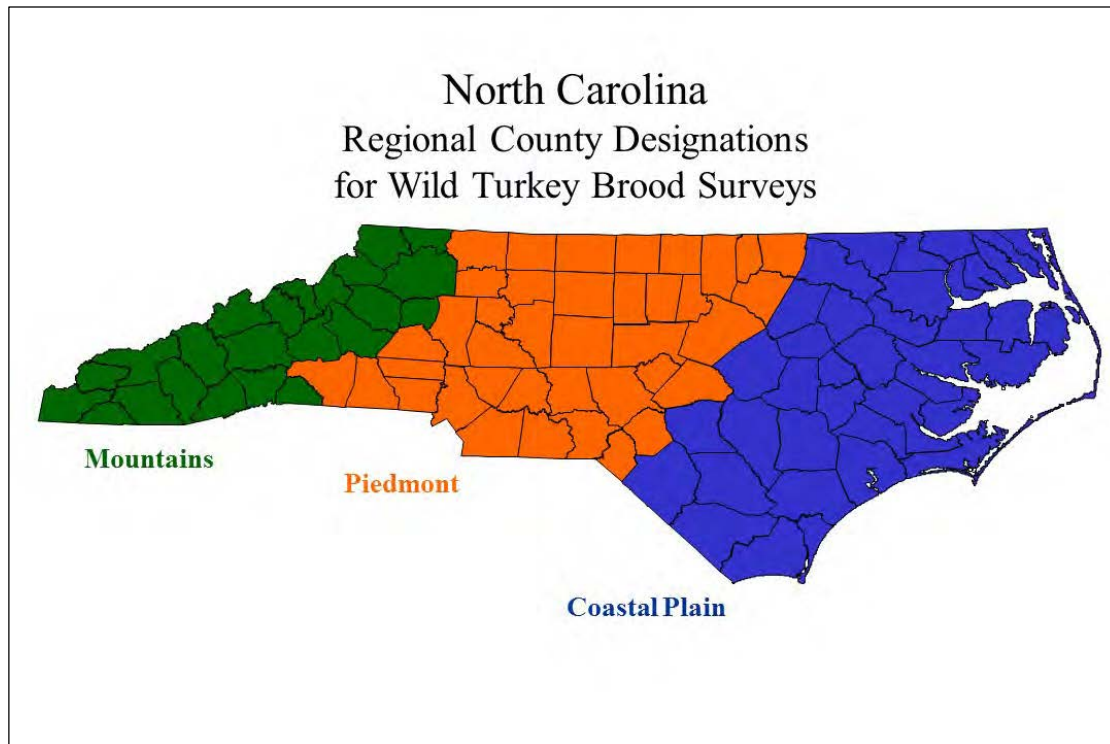 North Carolina
Regional County Designations
for Wild Turkey Brood Surveys
Mountains
Piedmont
Coastal Plain